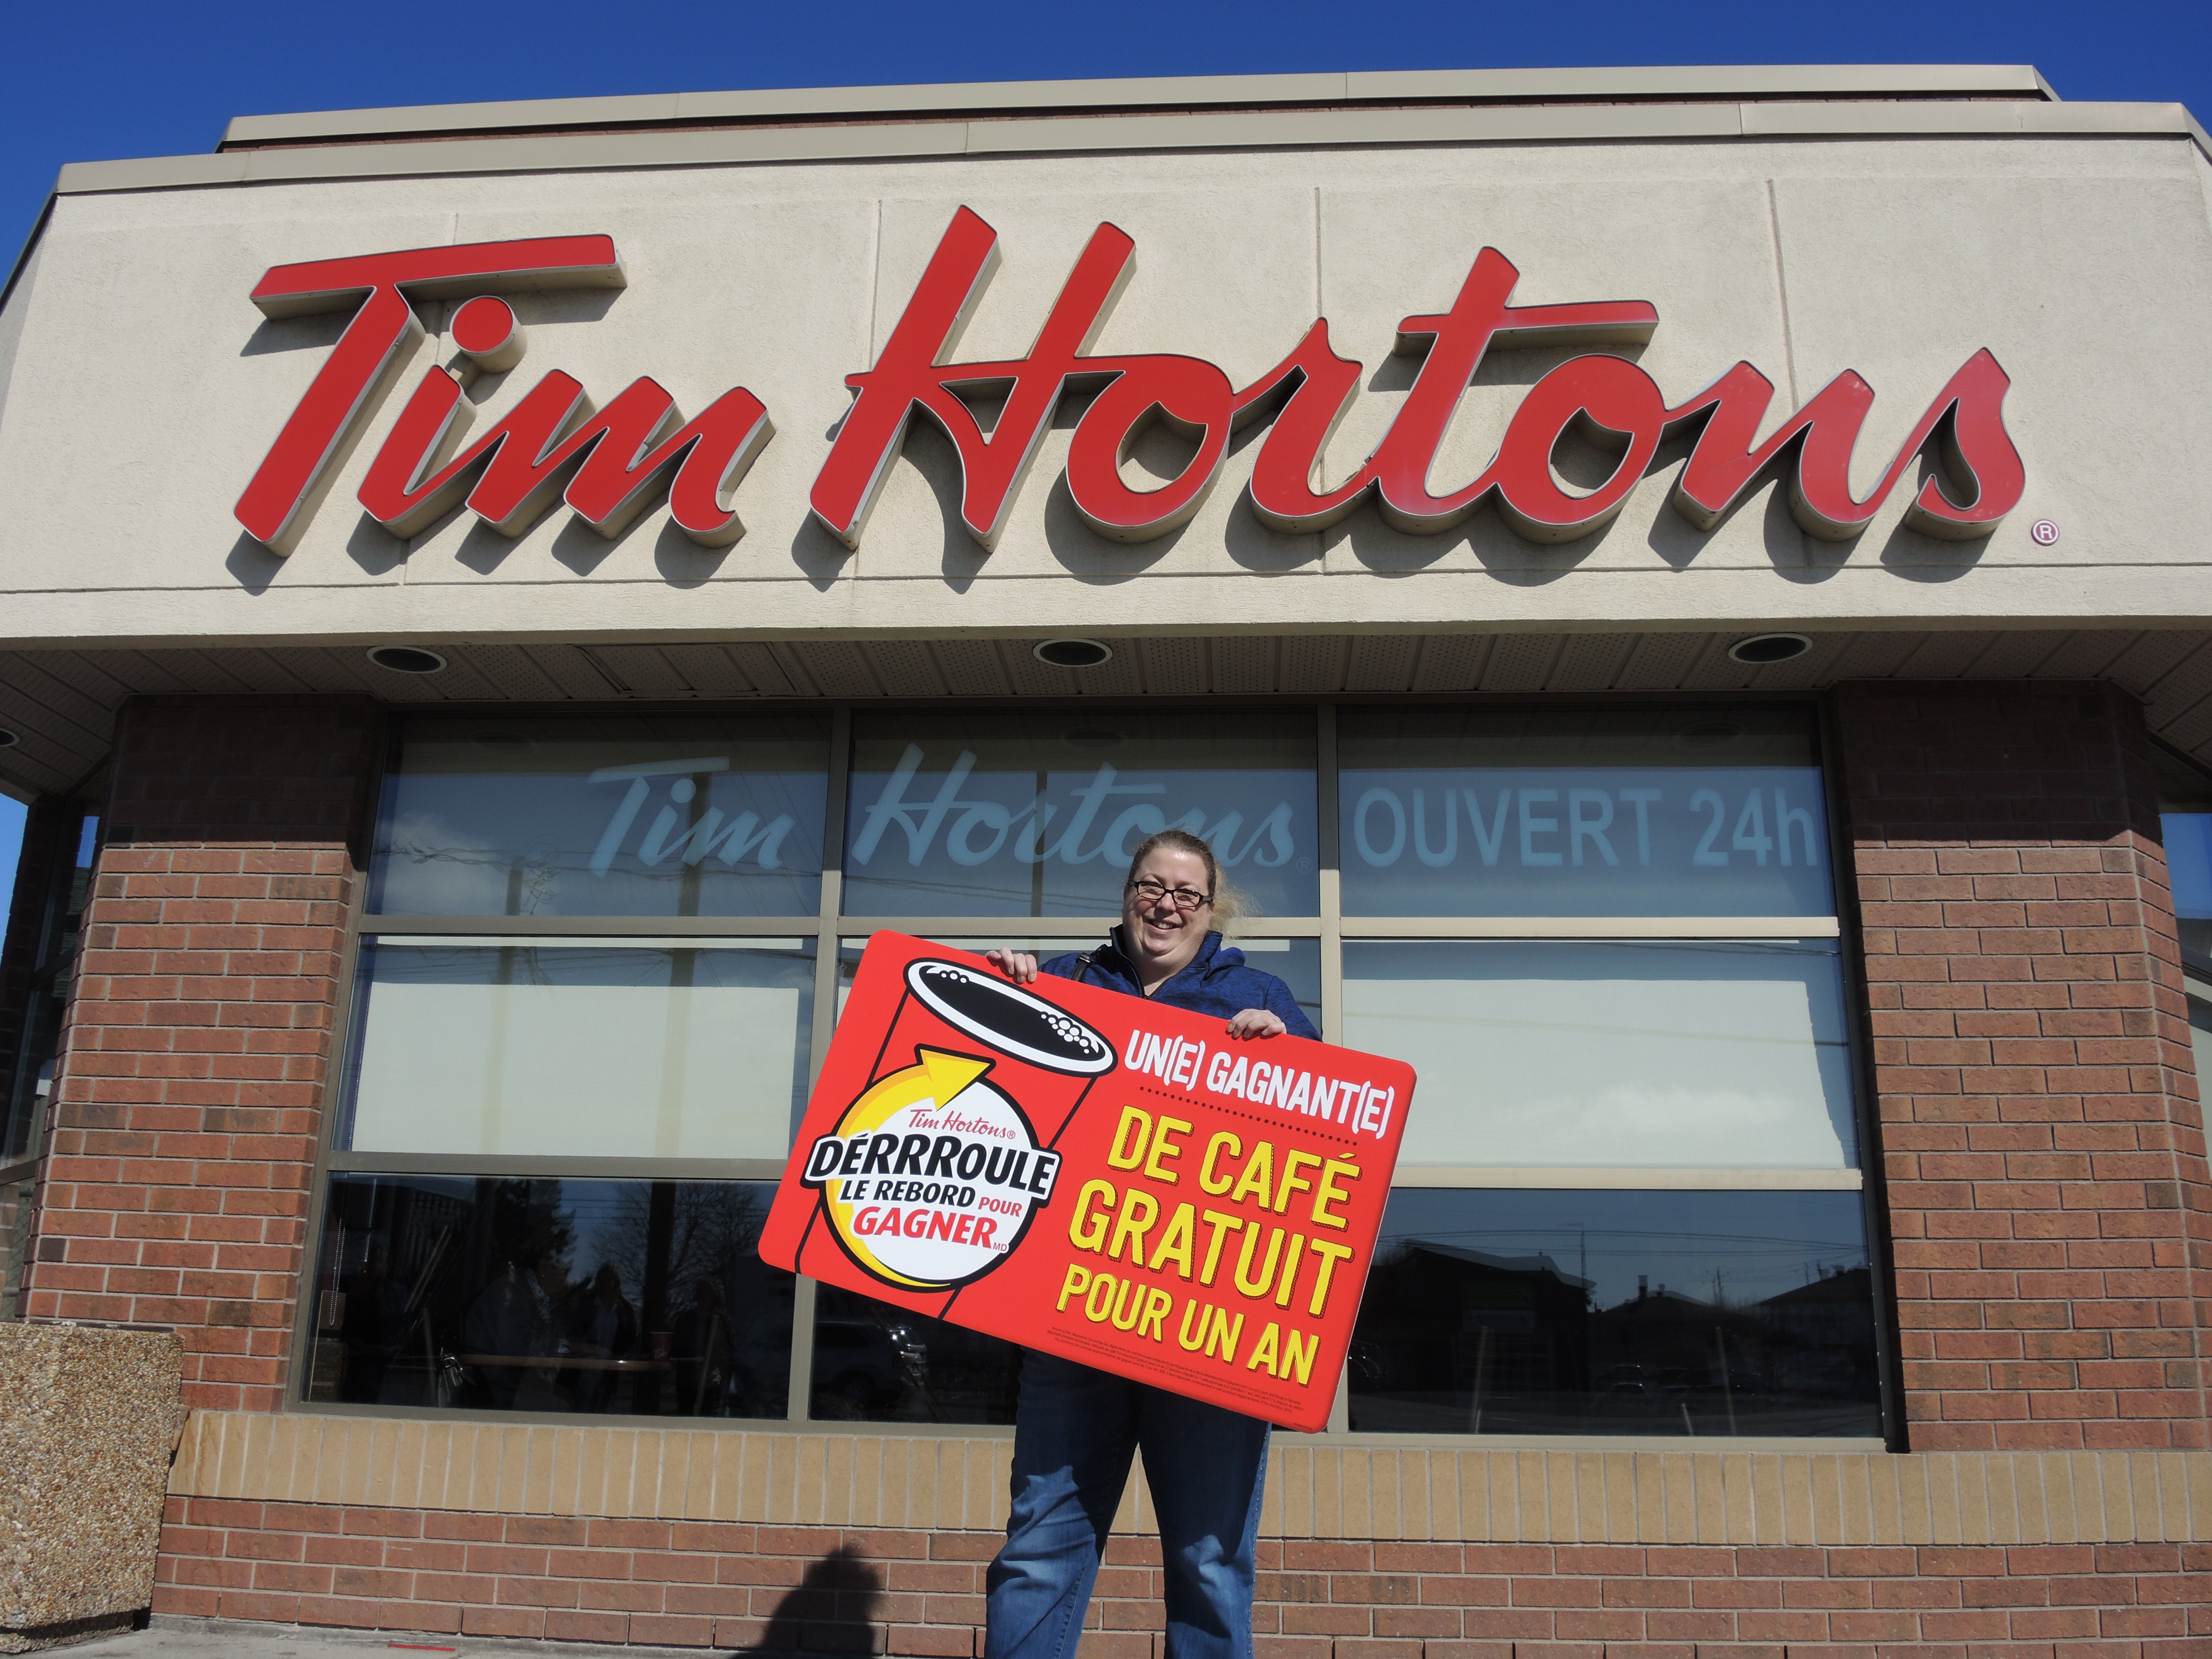 Tim Hortons ®
Tim Hortons® OUVERT 24h
Tim Hortons®
DÉRRROULE
LE REBORD POUR
GAGNER MD
UN(E) GAGNANT(E)
DE CAFÉ
GRATUIT
POUR UN AN